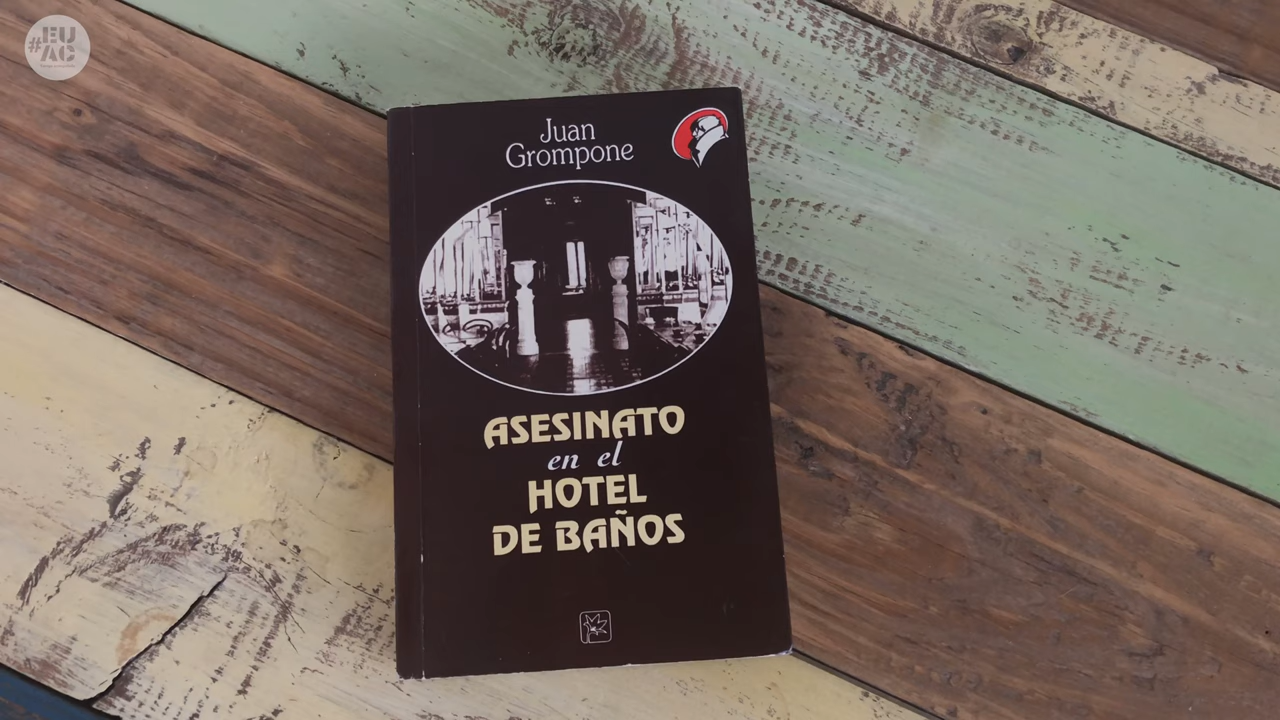 #EU
AC
Juan
Grompone
ASESINATO
en el
HOTEL
DE BAÑOS